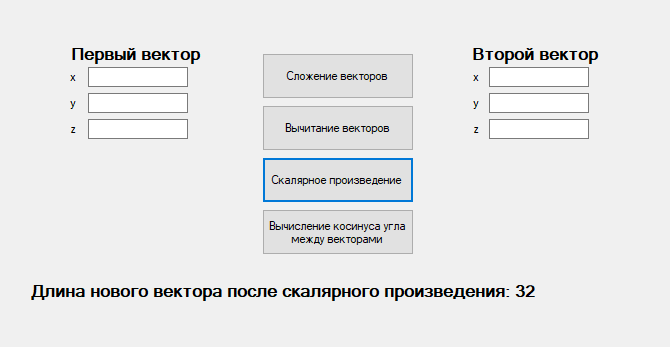 Первый вектор
x
y
z
Сложение векторов
Вычитание векторов
Скалярное произведение
Вычисление косинуса угла
между векторами
Второй вектор
x
y
z
Длина нового вектора после скалярного произведения: 32